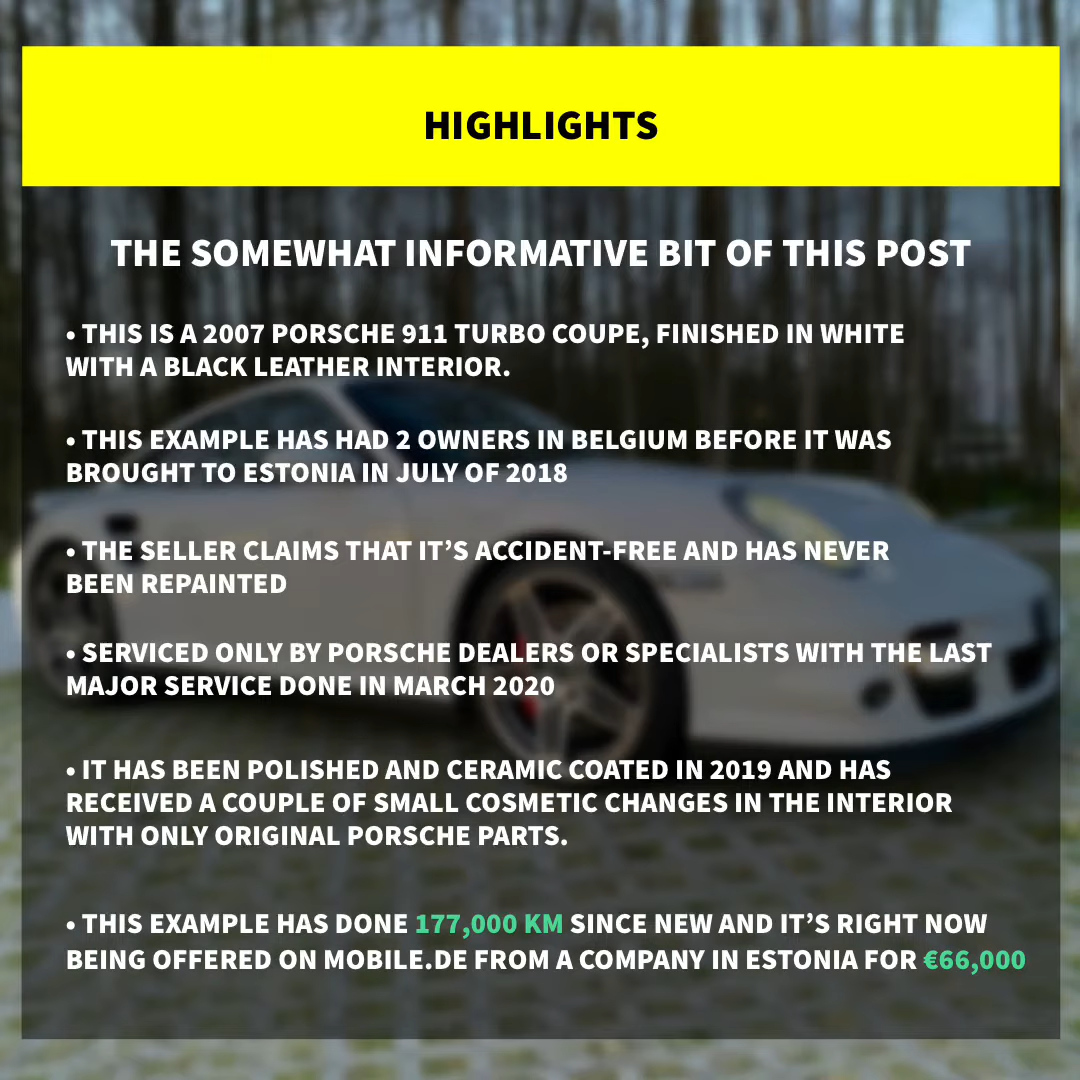 HIGHLIGHTS
THE SOMEWHAT INFORMATIVE BIT OF THIS POST
• THIS IS A 2007 PORSCHE 911 TURBO COUPE, FINISHED IN WHITE
WITH A BLACK LEATHER INTERIOR.
• THIS EXAMPLE HAS HAD 2 OWNERS IN BELGIUM BEFORE IT WAS
BROUGHT TO ESTONIA IN JULY OF 2018
• THE SELLER CLAIMS THAT IT’S ACCIDENT-FREE AND HAS NEVER
BEEN REPAINTED
• SERVICED ONLY BY PORSCHE DEALERS OR SPECIALISTS WITH THE LAST
MAJOR SERVICE DONE IN MARCH 2020
• IT HAS BEEN POLISHED AND CERAMIC COATED IN 2019 AND HAS
RECEIVED A COUPLE OF SMALL COSMETIC CHANGES IN THE INTERIOR
WITH ONLY ORIGINAL PORSCHE PARTS.
• THIS EXAMPLE HAS DONE 177,000 KM SINCE NEW AND IT’S RIGHT NOW
BEING OFFERED ON MOBILE.DE FROM A COMPANY IN ESTONIA FOR €66,000